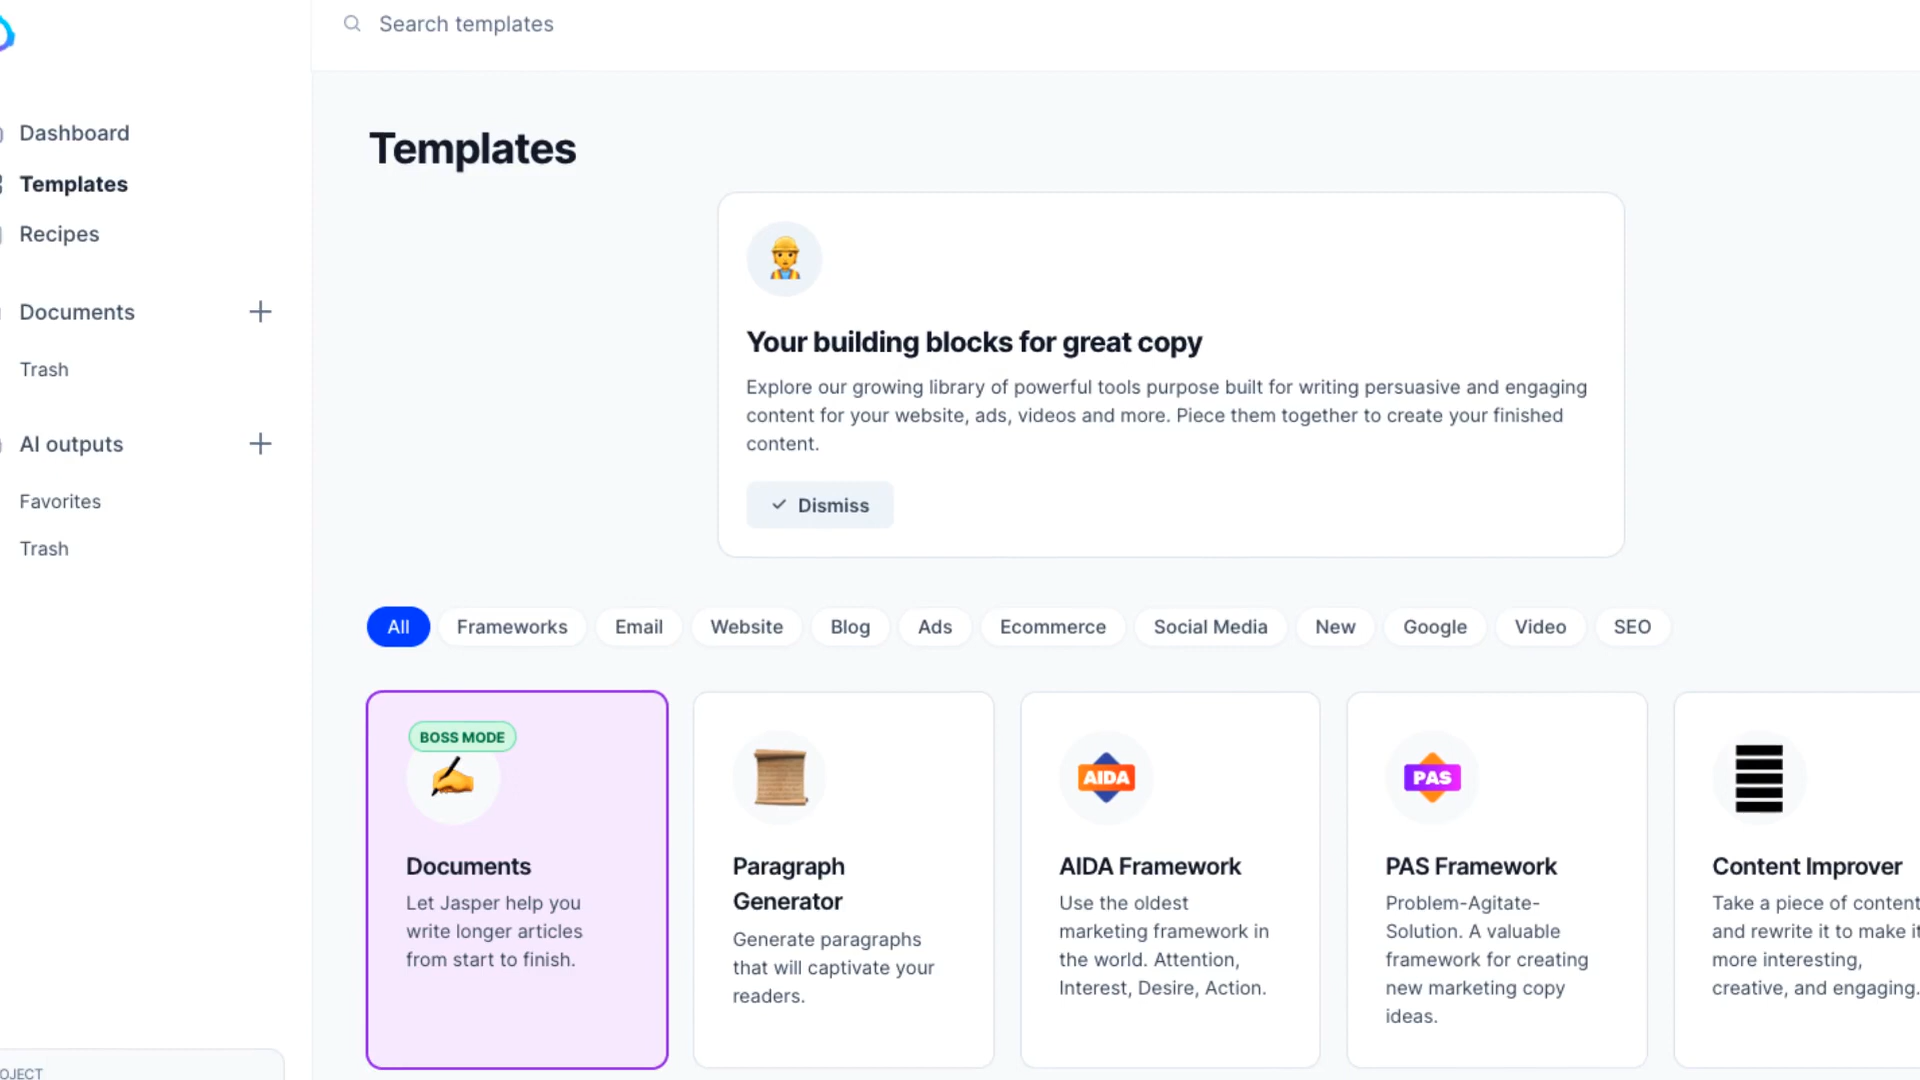 Search templates
Dashboard
Templates
Recipes
Documents
Trash
AI outputs
Favorites
Trash
Templates
Your building blocks for great copy
Explore our growing library of powerful tools purpose built for writing persuasive and engaging
content for your website, ads, videos and more. Piece them together to create your finished
content.
Dismiss
All
Frameworks
Email
Website
Blog
Ads
Ecommerce
Social Media
New
Google
Video
SEO
BOSS MODE
Documents
Let Jasper help you
write longer articles
from start to finish.
Paragraph
Generator
Generate paragraphs
that will captivate your
readers.
AIDA
AIDA Framework
Use the oldest
marketing framework in
the world. Attention,
Interest, Desire, Action.
PAS
PAS Framework
Problem-Agitate-
Solution. A valuable
framework for creating
new marketing copy
ideas.
Content Improver
Take a piece of content
and rewrite it to make it
more interesting,
creative, and engaging.
OJECT